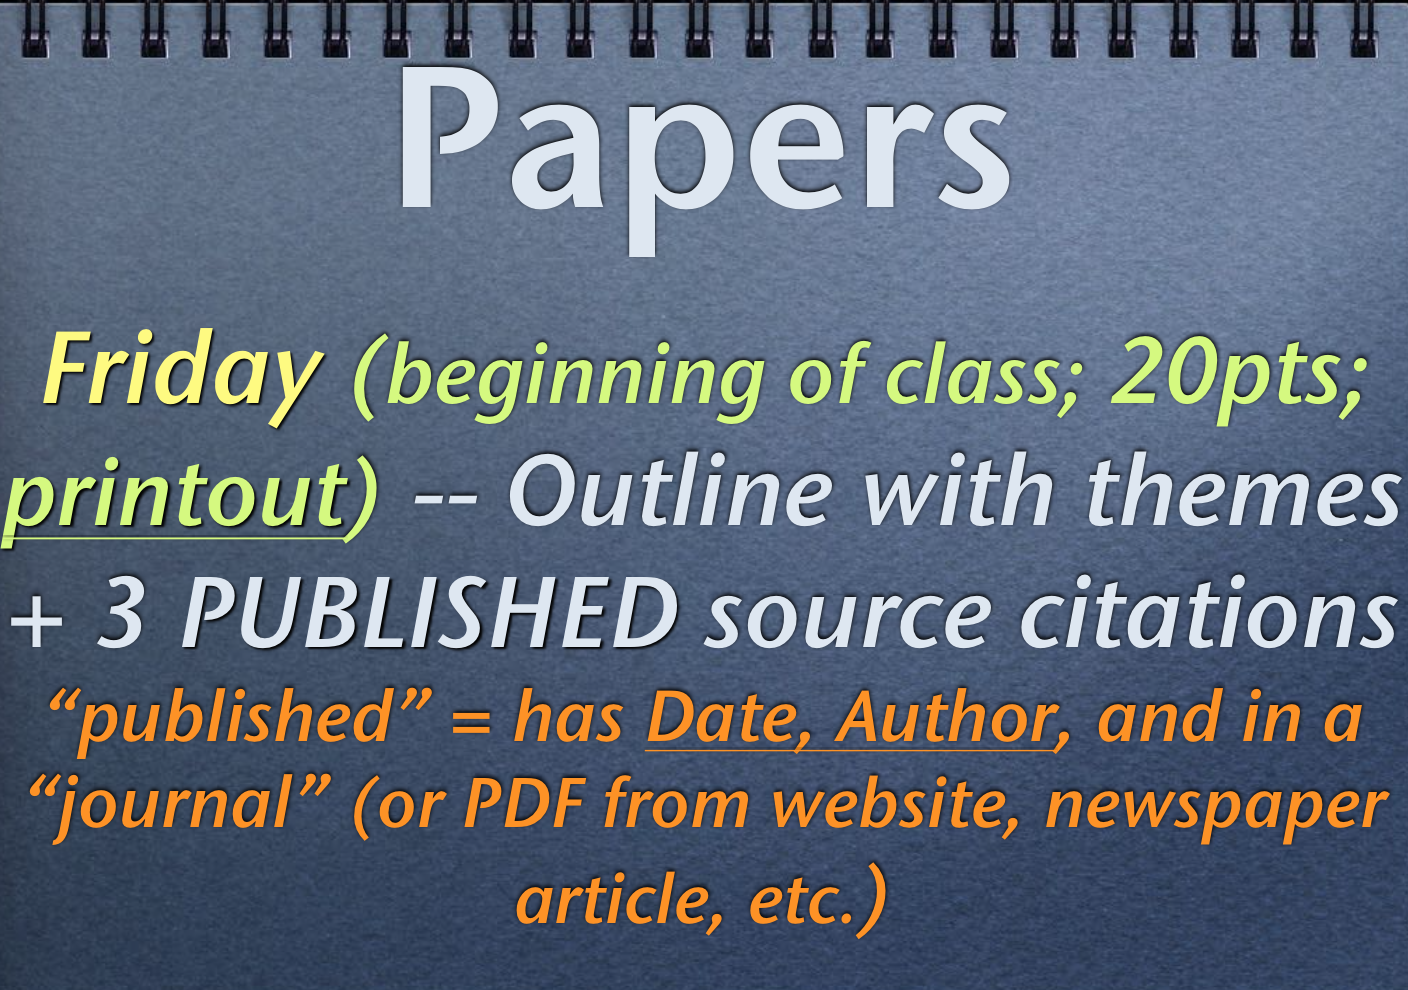 Papers
Friday (beginning of class; 20pts;
printout) -- Outline with themes
+ 3 PUBLISHED source citations
“published” = has Date, Author, and in a
“journal” (or PDF from website, newspaper
article, etc.)